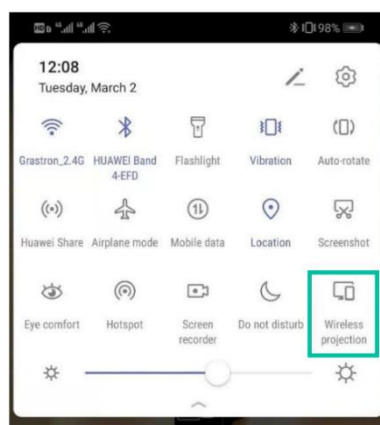 98%
12:08
Tuesday, March 2
Grastron_2.4G HUAWEI Band Flashlight Vibration Auto-rotate
4-EFD
Huawei Share Airplane mode Mobile data Location Screenshot
Eye comfort Hotspot Screen Do not disturb Wireless
recorder projection